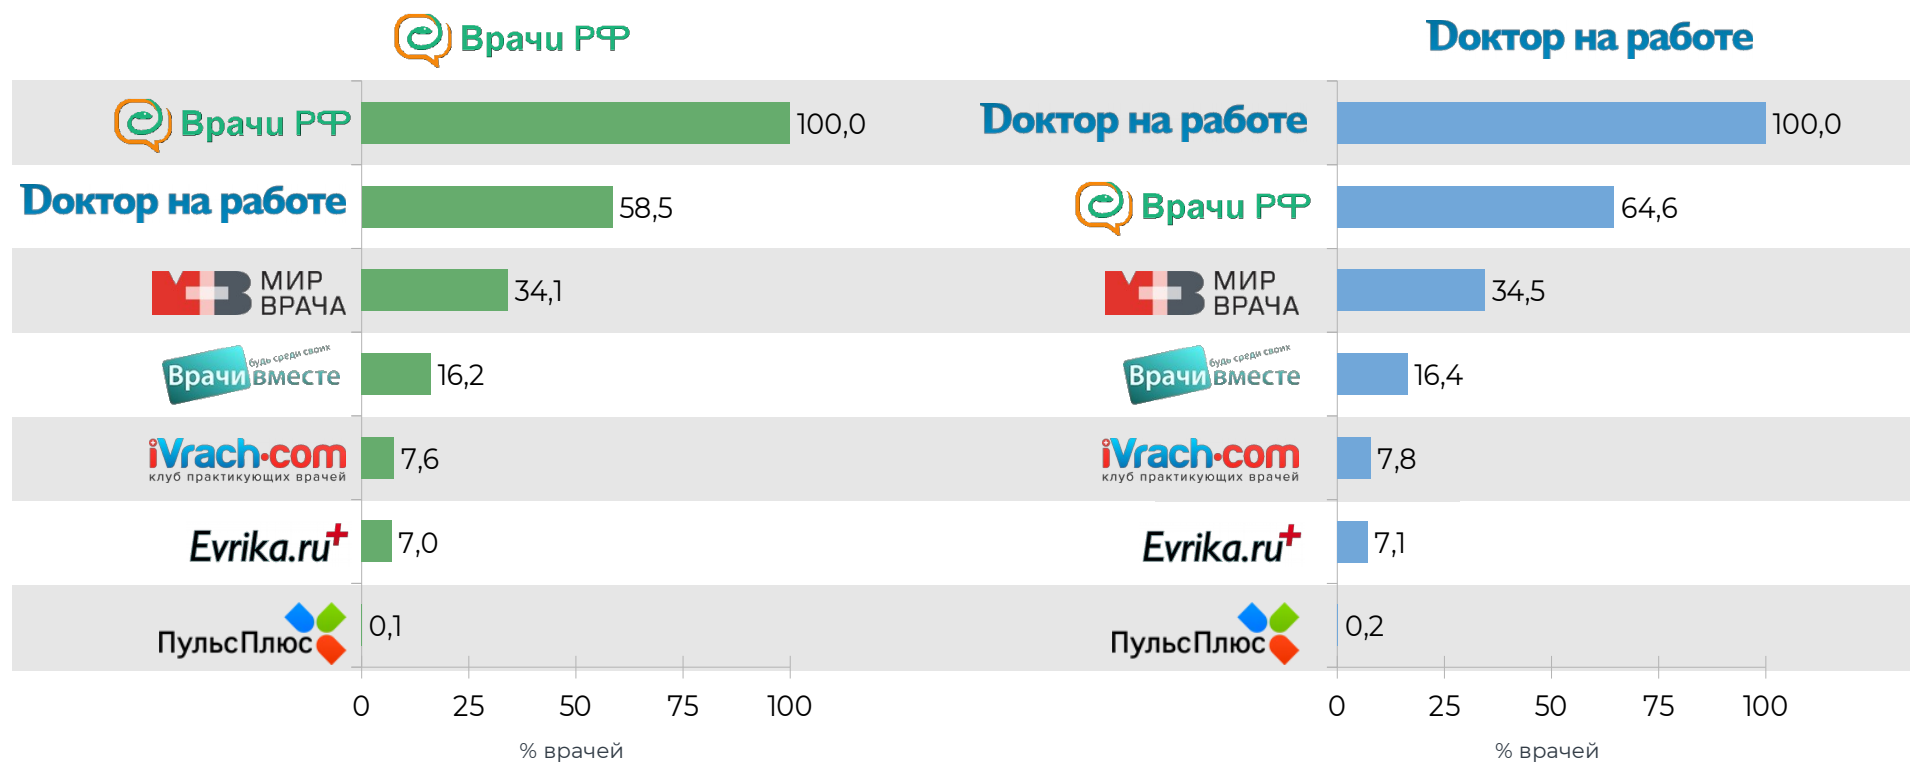 Врачи РФ
Доктор на работе
Врачи РФ 100,0
Доктор на работе 58,5
МИР
ВРАЧА
34,1
будь среди своих
Врачи вместе 16,2
iVrach.com 7,6
клуб практикующих врачей
Evrika.ru 7,0
ПульсПлюс 0,1
0 25 50 75 100
% врачей
Доктор на работе 100,0
Врачи РФ 64,6
МИР
ВРАЧА
34,5
будь среди своих
Врачи вместе 16,4
iVrach.com 7,8
клуб практикующих врачей
Evrika.ru 7,1
ПульсПлюс 0,2
0 25 50 75 100
% врачей